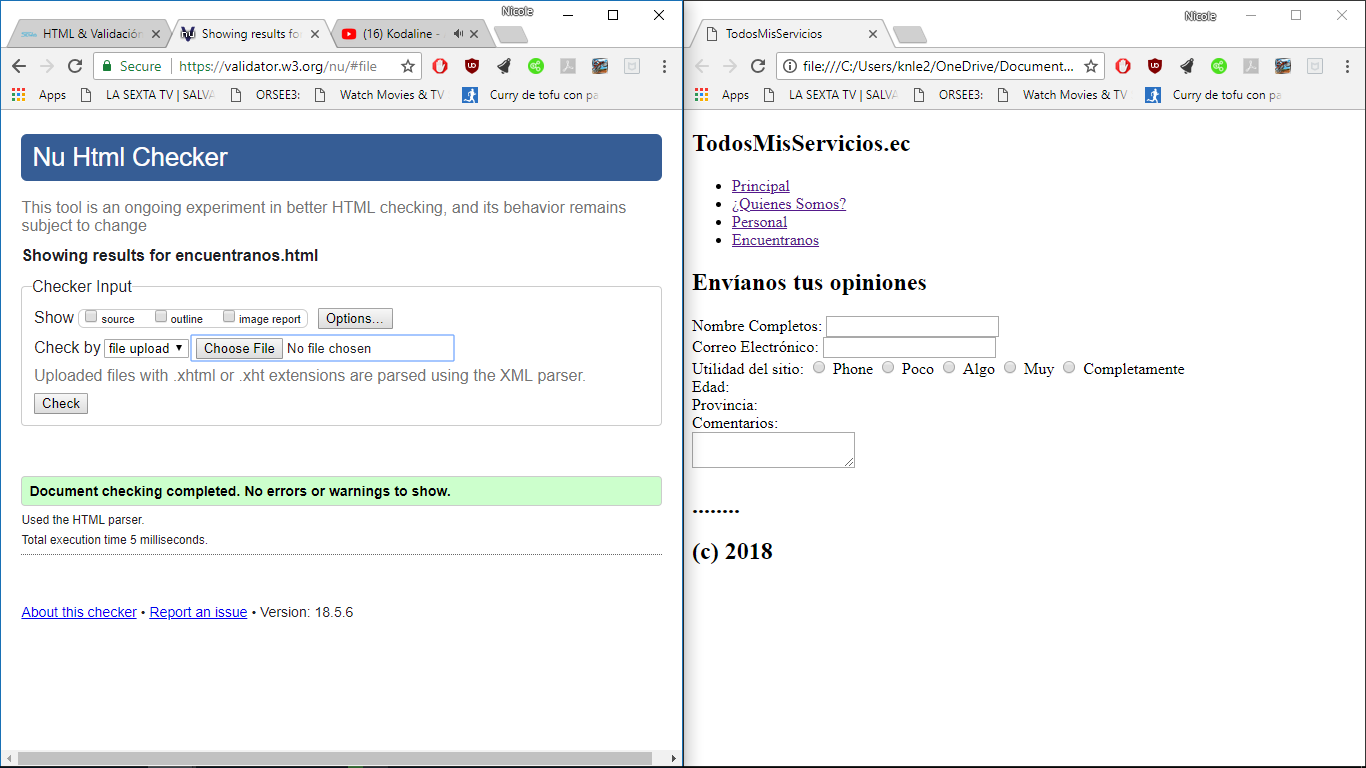 Nicole
HTML & Validación
Showing results fo
(16) Kodaline -
Secure
https://validator.w3.org/nu/#file
Apps
LA SEXTA TV | SALVA
ORSEE3:
Watch Movies & TV
Curry de tofu con pa
Nu Html Checker
This tool is an ongoing experiment in better HTML checking, and its behavior remains
subject to change
Showing results for encuentranos.html
Checker Input
Show source outline image report Options...
Check by file upload Choose File No file chosen
Uploaded files with .xhtml or .xht extensions are parsed using the XML parser.
Check
Document checking completed. No errors or warnings to show.
Used the HTML parser.
Total execution time 5 milliseconds.
About this checker • Report an issue • Version: 18.5.6
Nicole
TodosMisServicios
file:///C:/Users/knle2/OneDrive/Document...
Apps
LA SEXTA TV | SALVA
ORSEE3:
Watch Movies & TV
Curry de tofu con pa
TodosMisServicios.ec
Principal
¿Quienes Somos?
Personal
Encuentranos
Envíanos tus opiniones
Nombre Completos:
Correo Electrónico:
Utilidad del sitio: Phone Poco Algo Muy Completamente
Edad:
Provincia:
Comentarios:
........
(c) 2018